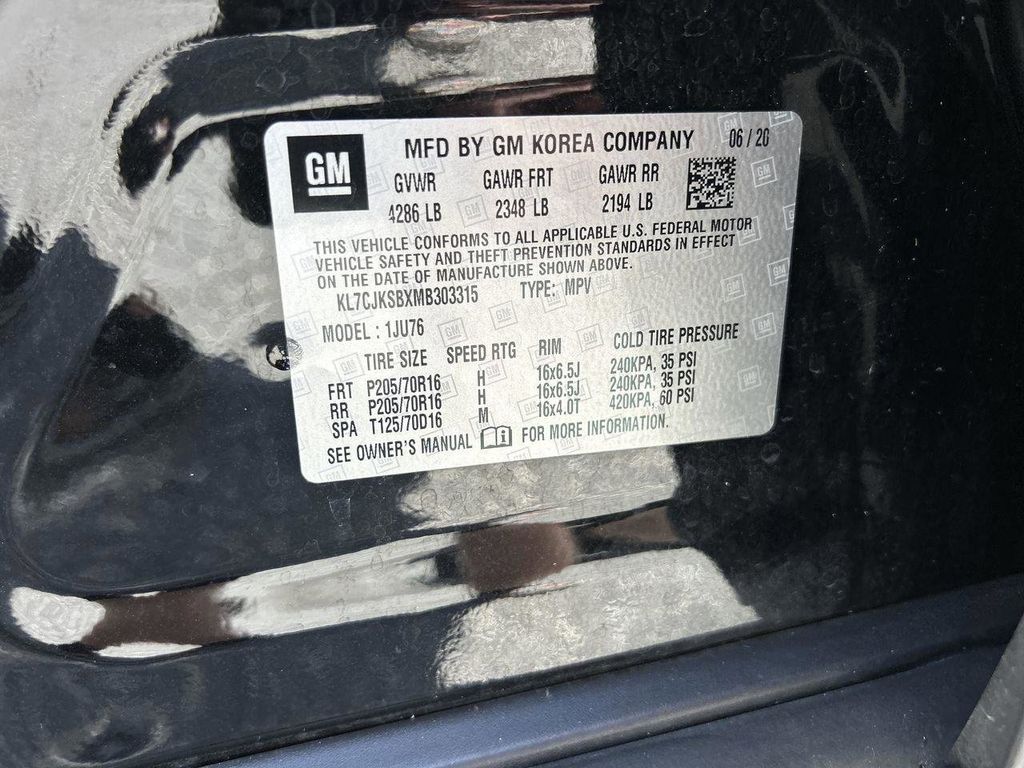 GM
MFD BY GM KOREA COMPANY 06 / 20
GVWR GAWR FRT GAWR RR
4286 LB 2348 LB 2194 LB
THIS VEHICLE CONFORMS TO ALL APPLICABLE U.S. FEDERAL MOTOR
VEHICLE SAFETY AND THEFT PREVENTION STANDARDS IN EFFECT
ON THE DATE OF MANUFACTURE SHOWN ABOVE.
KL7CJKSBXMB303315 TYPE: MPV
MODEL : 1JU76
TIRE SIZE SPEED RTG RIM COLD TIRE PRESSURE
FRT P205/70R16 H 16x6.5J 240KPA, 35 PSI
RR P205/70R16 H 16x6.5J 240KPA, 35 PSI
SPA T125/70D16 M 16x4.0T 420KPA, 60 PSI
SEE OWNER'S MANUAL FOR MORE INFORMATION.